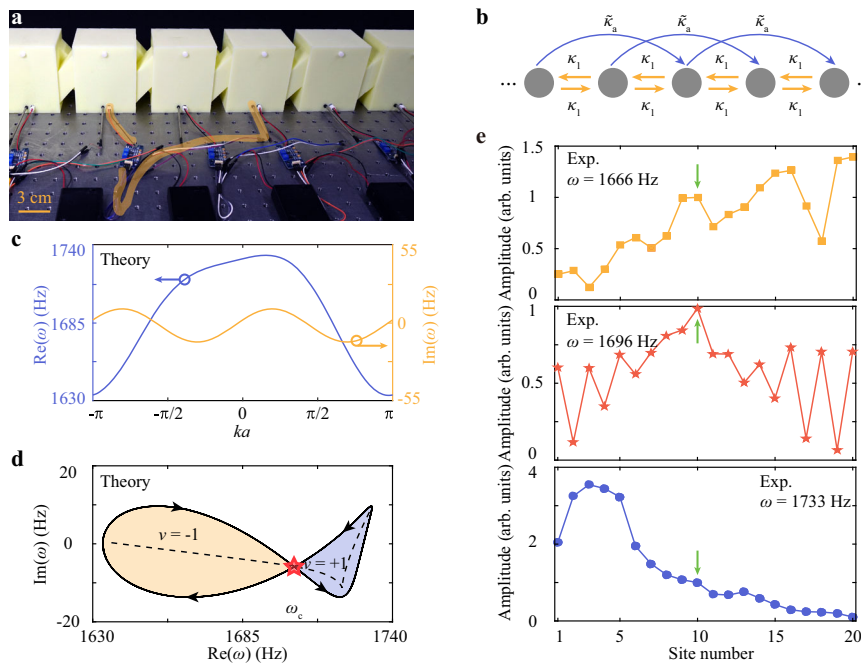 a
3 cm
b
κ̃a κ̃a κ̃a
κ1 κ1 κ1 κ1
... ...
κ1 κ1 κ1 κ1
c
Theory
1740
1685
1630
Re(ω) (Hz)
55
0
-55
Im(ω) (Hz)
-π -π/2 0 π/2 π
ka
d
Theory
20
0
-20
Im(ω) (Hz)
ν = -1
ν = +1
ωc
1630 1685 1740
Re(ω) (Hz)
e
Exp.
ω = 1666 Hz
1.5
1
0.5
0
Amplitude (arb. units)
Exp.
ω = 1696 Hz
1
0.5
0
Amplitude (arb. units)
Exp.
ω = 1733 Hz
4
2
0
Amplitude (arb. units)
1 5 10 15 20
Site number